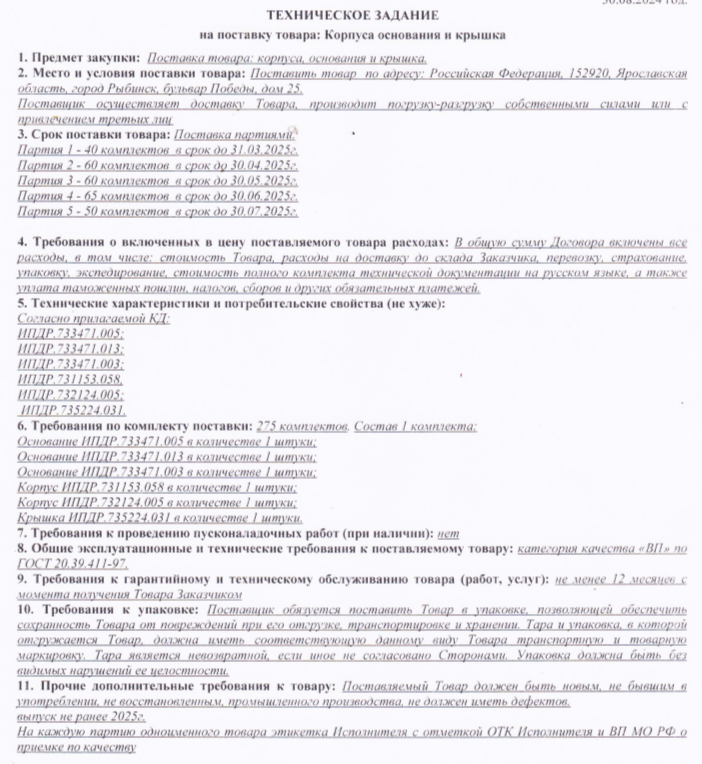 30.08.2024 год.
ТЕХНИЧЕСКОЕ ЗАДАНИЕ
на поставку товара: Корпуса основания и крышка
1. Предмет закупки: Поставка товара: корпуса, основания и крышка.
2. Место и условия поставки товара: Поставить товар по адресу: Российская Федерация, 152920, Ярославская
область, город Рыбинск, бульвар Победы, дом 25.
Поставщик осуществляет доставку Товара, производит погрузку-разгрузку собственными силами или с
привлечением третьих лиц
3. Срок поставки товара: Поставка партиями.
Партия 1 - 40 комплектов в срок до 31.03.2025г.
Партия 2 - 60 комплектов в срок до 30.04.2025г.
Партия 3 - 60 комплектов в срок до 30.05.2025г.
Партия 4 - 65 комплектов в срок до 30.06.2025г.
Партия 5 - 50 комплектов в срок до 30.07.2025г.
4. Требования о включенных в цену поставляемого товара расходах: В общую сумму Договора включены все
расходы, в том числе: стоимость Товара, расходы на доставку до склада Заказчика, перевозку, страхование,
упаковку, экспедирование, стоимость полного комплекта технической документации на русском языке, а также
уплата таможенных пошлин, налогов, сборов и других обязательных платежей.
5. Технические характеристики и потребительские свойства (не хуже):
Согласно прилагаемой КД:
ИПДР.733471.005;
ИПДР.733471.013;
ИПДР.733471.003;
ИПДР.731153.058,
ИПДР.732124.005;
ИПДР.735224.031.
6. Требования по комплекту поставки: 275 комплектов. Состав 1 комплекта:
Основание ИПДР.733471.005 в количестве 1 штуки;
Основание ИПДР.733471.013 в количестве 1 штуки;
Основание ИПДР.733471.003 в количестве 1 штуки;
Корпус ИПДР.731153.058 в количестве 1 штуки;
Корпус ИПДР.732124.005 в количестве 1 штуки;
Крышка ИПДР.735224.031 в количестве 1 штуки.
7. Требования к проведению пусконаладочных работ (при наличии): нет
8. Общие эксплуатационные и технические требования к поставляемому товару: категория качества «ВП» по
ГОСТ 20.39.411-97.
9. Требования к гарантийному и техническому обслуживанию товара (работ, услуг): не менее 12 месяцев с
момента получения Товара Заказчиком
10. Требования к упаковке: Поставщик обязуется поставить Товар в упаковке, позволяющей обеспечить
сохранность Товара от повреждений при его отгрузке, транспортировке и хранении. Тара и упаковка, в которой
отгружается Товар, должна иметь соответствующую данному виду Товара транспортную и товарную
маркировку. Тара является невозвратной, если иное не согласовано Сторонами. Упаковка должна быть без
видимых нарушений ее целостности.
11. Прочие дополнительные требования к товару: Поставляемый Товар должен быть новым, не бывшим в
употреблении, не восстановленным, промышленного производства, не должен иметь дефектов.
выпуск не ранее 2025г.
На каждую партию одноименного товара этикетка Исполнителя с отметкой ОТК Исполнителя и ВП МО РФ о
приемке по качеству